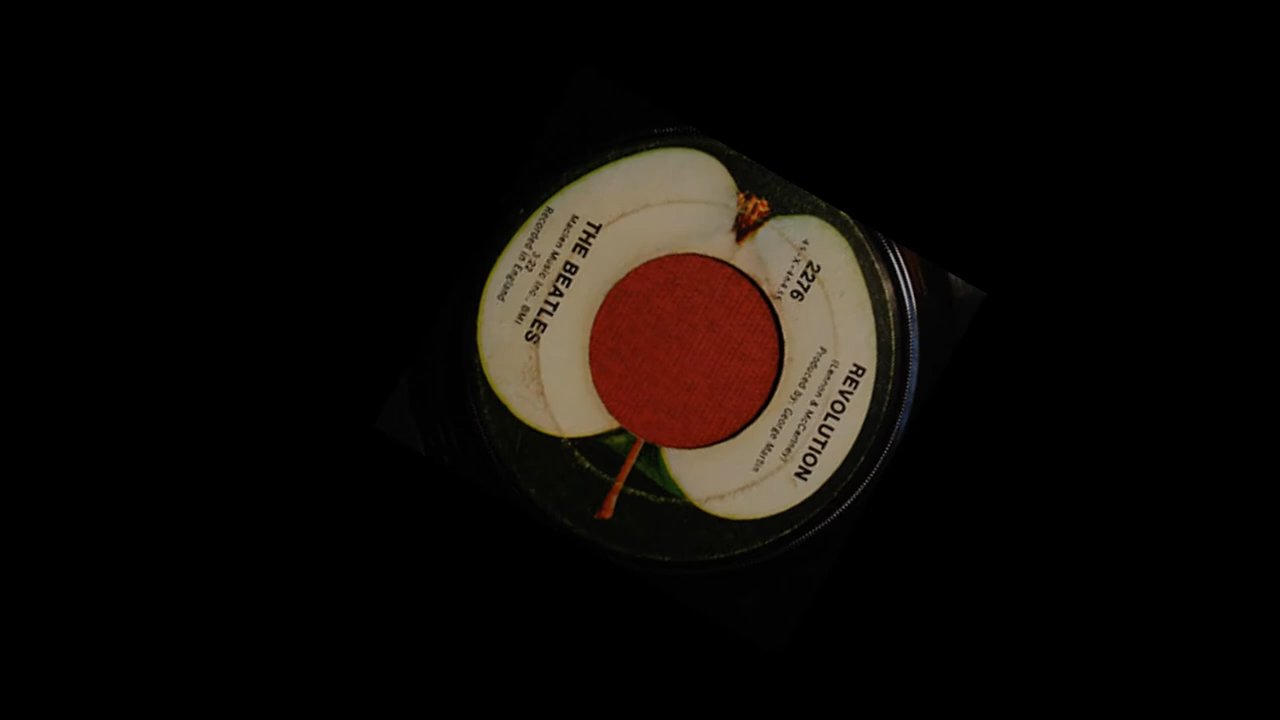 REVOLUTION
(Lennon & McCartney)
Produced by: George Martin
2276
THE BEATLES
Maclen Music Inc., BMI
3:22
Recorded in England